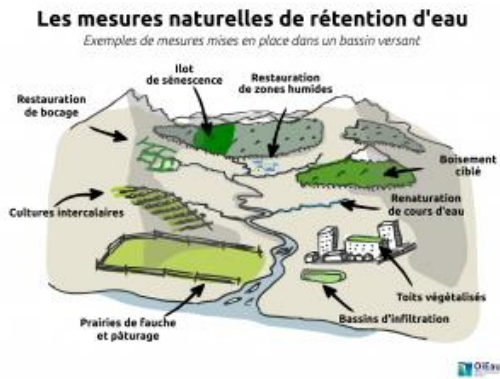 Les mesures naturelles de rétention d'eau
Exemples de mesures mises en place dans un bassin versant
Ilot
de sénescence
Restauration
de zones humides
Restauration
de bocage
Boisement
ciblé
Cultures intercalaires
Renaturation
de cours d'eau
Toits végétalisés
Bassins d'infiltration
Prairies de fauche
et pâturage
OiEau